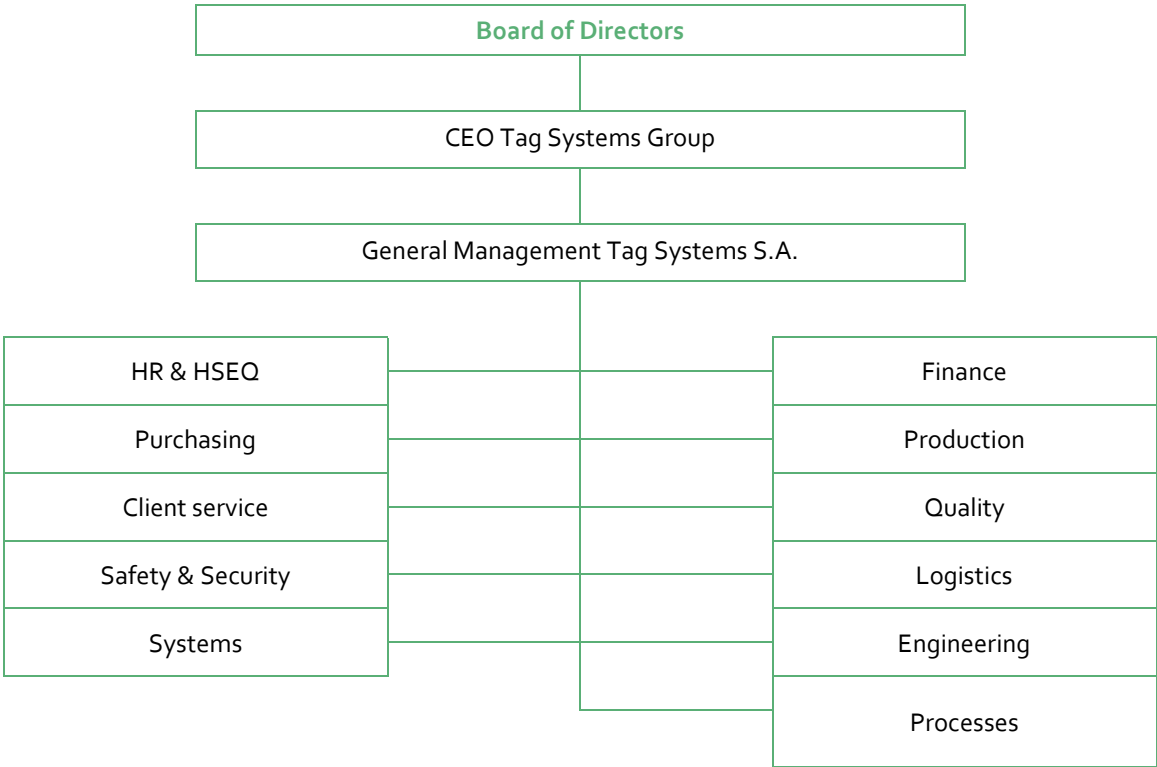 Board of Directors
CEO Tag Systems Group
General Management Tag Systems S.A.
HR & HSEQ
Purchasing
Client service
Safety & Security
Systems
Finance
Production
Quality
Logistics
Engineering
Processes